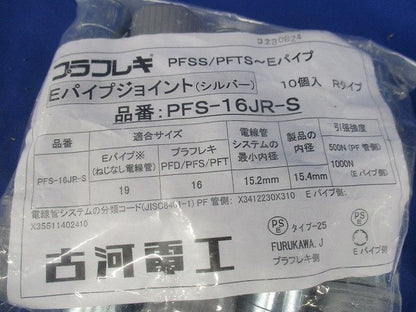 D230824
プラフレキ PFSS/PFTS~Eパイプ
Eパイプジョイント(シルバー) 10個入 Rタイプ
品番:PFS-16JR-S
品番 適合サイズ 電線管システムの最小内径 製品の内径 引張強度
Eパイプ※(ねじなし電線管) プラフレキ PFD/PFS/PFT 500N(PF管側)
PFS-16JR-S 19 16 15.2mm 15.4mm 1000N Eパイプ側)
電線管システムの分類コード(JISC8461-1) PF管側: X3412230X310 Eパイプ側:
X35511402410
古河電工
PS E タイプ-25 PS E
FURUKAWA.J
プラフレキ側 Eパイプ側